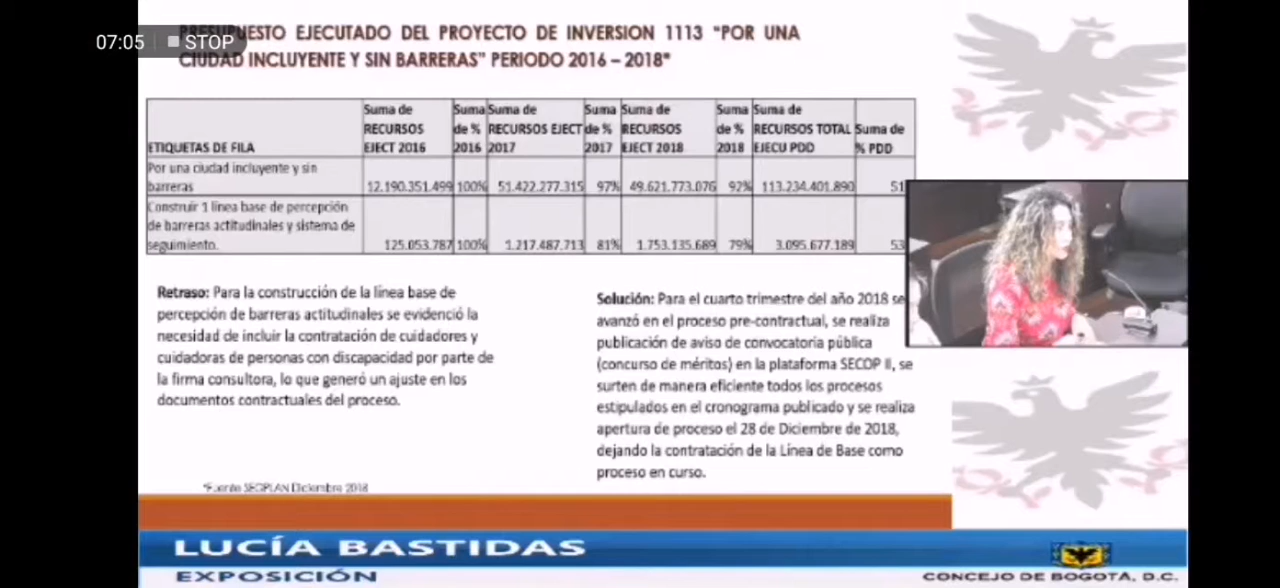 07:05 STOP
PRESUPUESTO EJECUTADO DEL PROYECTO DE INVERSION 1113 "POR UNA
CIUDAD INCLUYENTE Y SIN BARRERAS" PERIODO 2016 – 2018*
ETIQUETAS DE FILA | Suma de RECURSOS EJECT 2016 | Suma de % 2016 | Suma de RECURSOS EJECT 2017 | Suma de % 2017 | Suma de RECURSOS EJECT 2018 | Suma de % 2018 | Suma de RECURSOS TOTAL EJECU PDD | Suma de % PDD
Por una ciudad incluyente y sin barreras | 12.190.351.499 | 100% | 51.422.277.315 | 97% | 49.621.773.076 | 92% | 113.234.401.890 | 51
Construir 1 línea base de percepción de barreras actitudinales y sistema de seguimiento. | 125.053.787 | 100% | 1.217.487.713 | 81% | 1.753.135.689 | 79% | 3.095.677.189 | 53
Retraso: Para la construcción de la línea base de
percepción de barreras actitudinales se evidenció la
necesidad de incluir la contratación de cuidadores y
cuidadoras de personas con discapacidad por parte de
la firma consultora, lo que generó un ajuste en los
documentos contractuales del proceso.
Solución: Para el cuarto trimestre del año 2018 se
avanzó en el proceso pre-contractual, se realiza
publicación de aviso de convocatoria pública
(concurso de méritos) en la plataforma SECOP II, se
surten de manera eficiente todos los procesos
estipulados en el cronograma publicado y se realiza
apertura de proceso el 28 de Diciembre de 2018,
dejando la contratación de la Línea de Base como
proceso en curso.
*Fuente SEGPLAN Diciembre 2018
LUCÍA BASTIDAS
EXPOSICIÓN
CONCEJO DE BOGOTÁ, D.C.